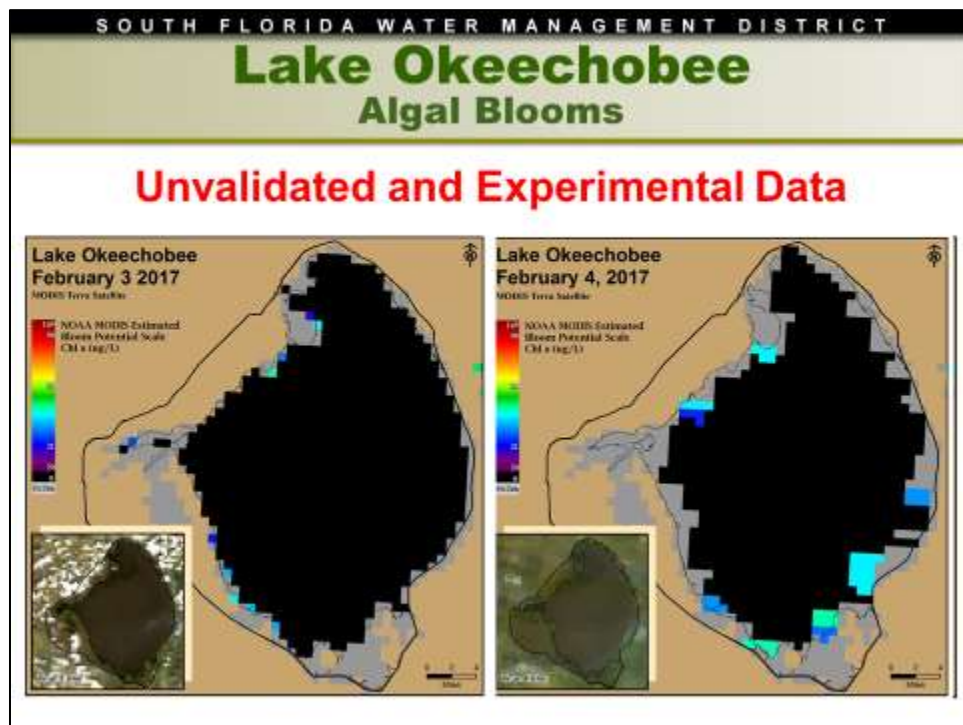 SOUTH FLORIDA WATER MANAGEMENT DISTRICT
Lake Okeechobee
Algal Blooms
Unvalidated and Experimental Data
Lake Okeechobee
February 3 2017
MODIS Terra Satellite
NOAA MODIS Estimated
Bloom Potential Scale
Chl a (ug/L)
Lake Okeechobee
February 4, 2017
MODIS Terra Satellite
NOAA MODIS Estimated
Bloom Potential Scale
Chl a (ug/L)